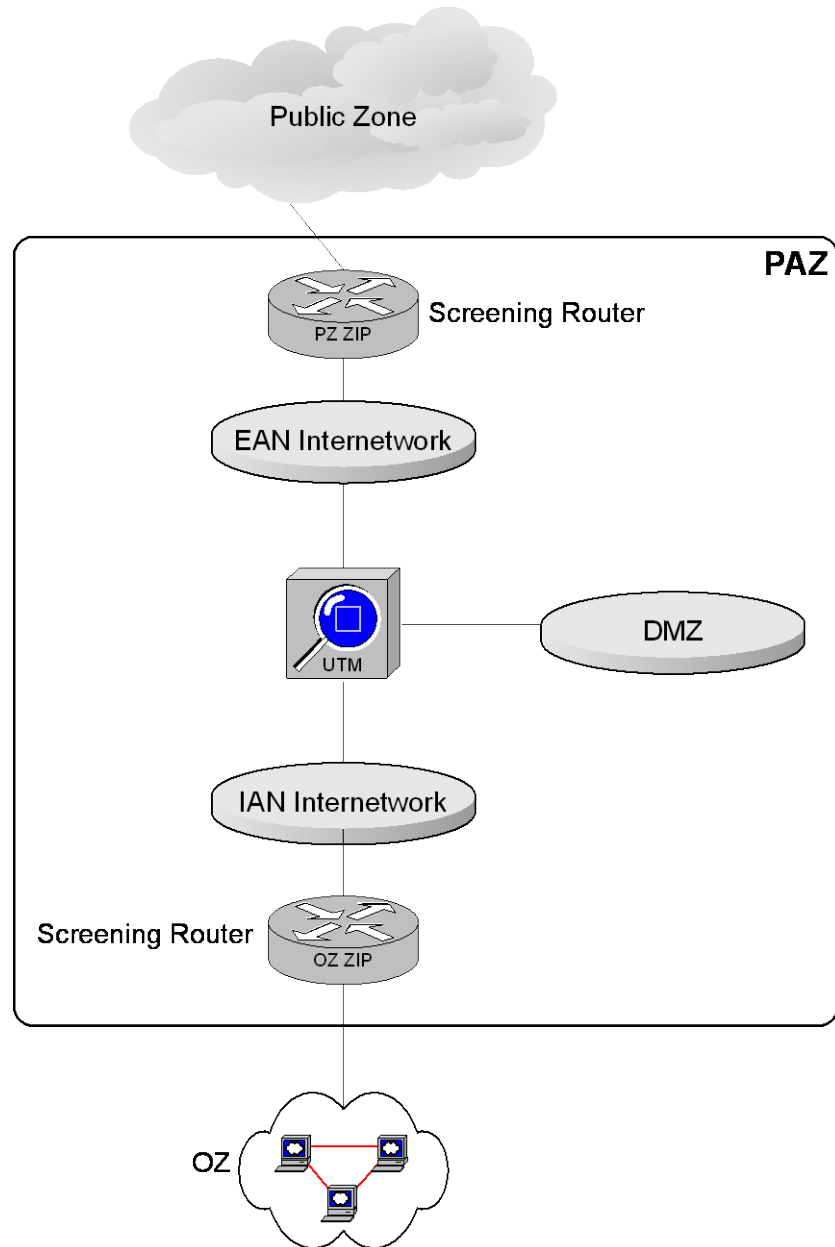 Public Zone
PAZ
PZ ZIP
Screening Router
EAN Internetwork
UTM
DMZ
IAN Internetwork
Screening Router
OZ ZIP
OZ